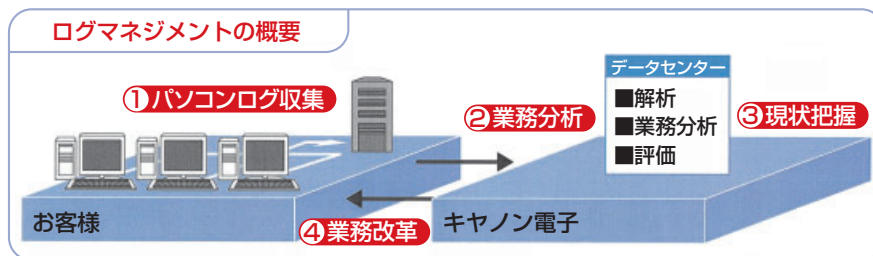 ログマネジメントの概要
①パソコンログ収集
②業務分析
データセンター
■解析
■業務分析
■評価
③現状把握
お客様
④業務改革
キヤノン電子